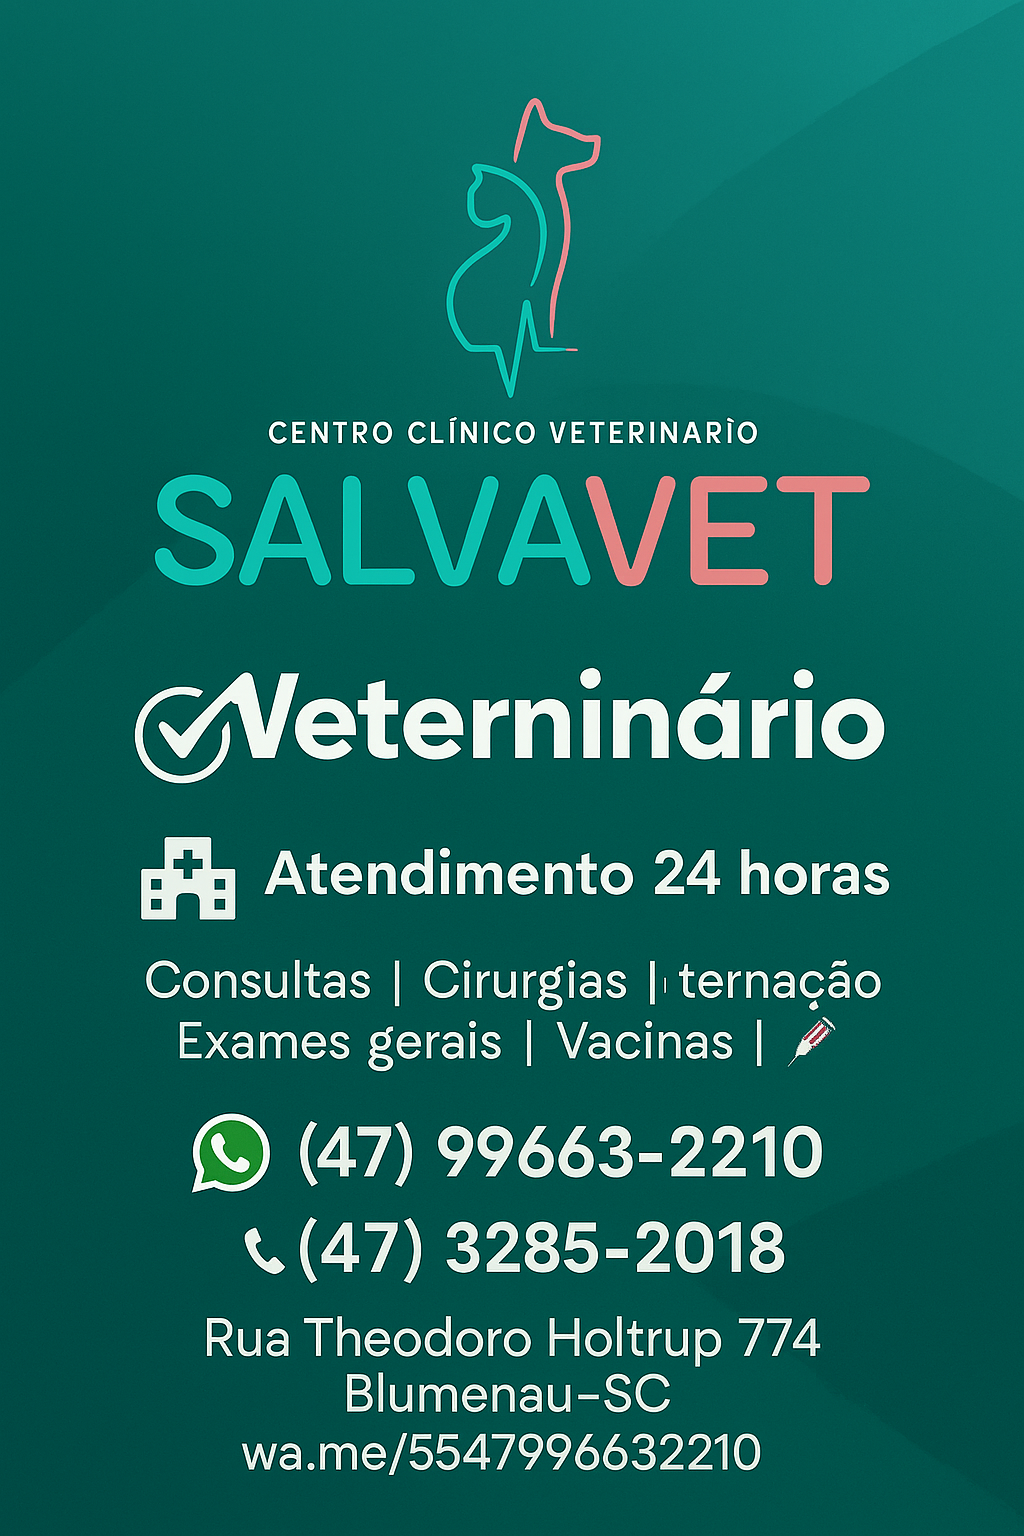 CENTRO CLÍNICO VETERINARÌO
SALVAVET
Veterninário
Atendimento 24 horas
Consultas | Cirurgias | ternação
Exames gerais | Vacinas |
(47) 99663-2210
(47) 3285-2018
Rua Theodoro Holtrup 774
Blumenau–SC
wa.me/5547996632210